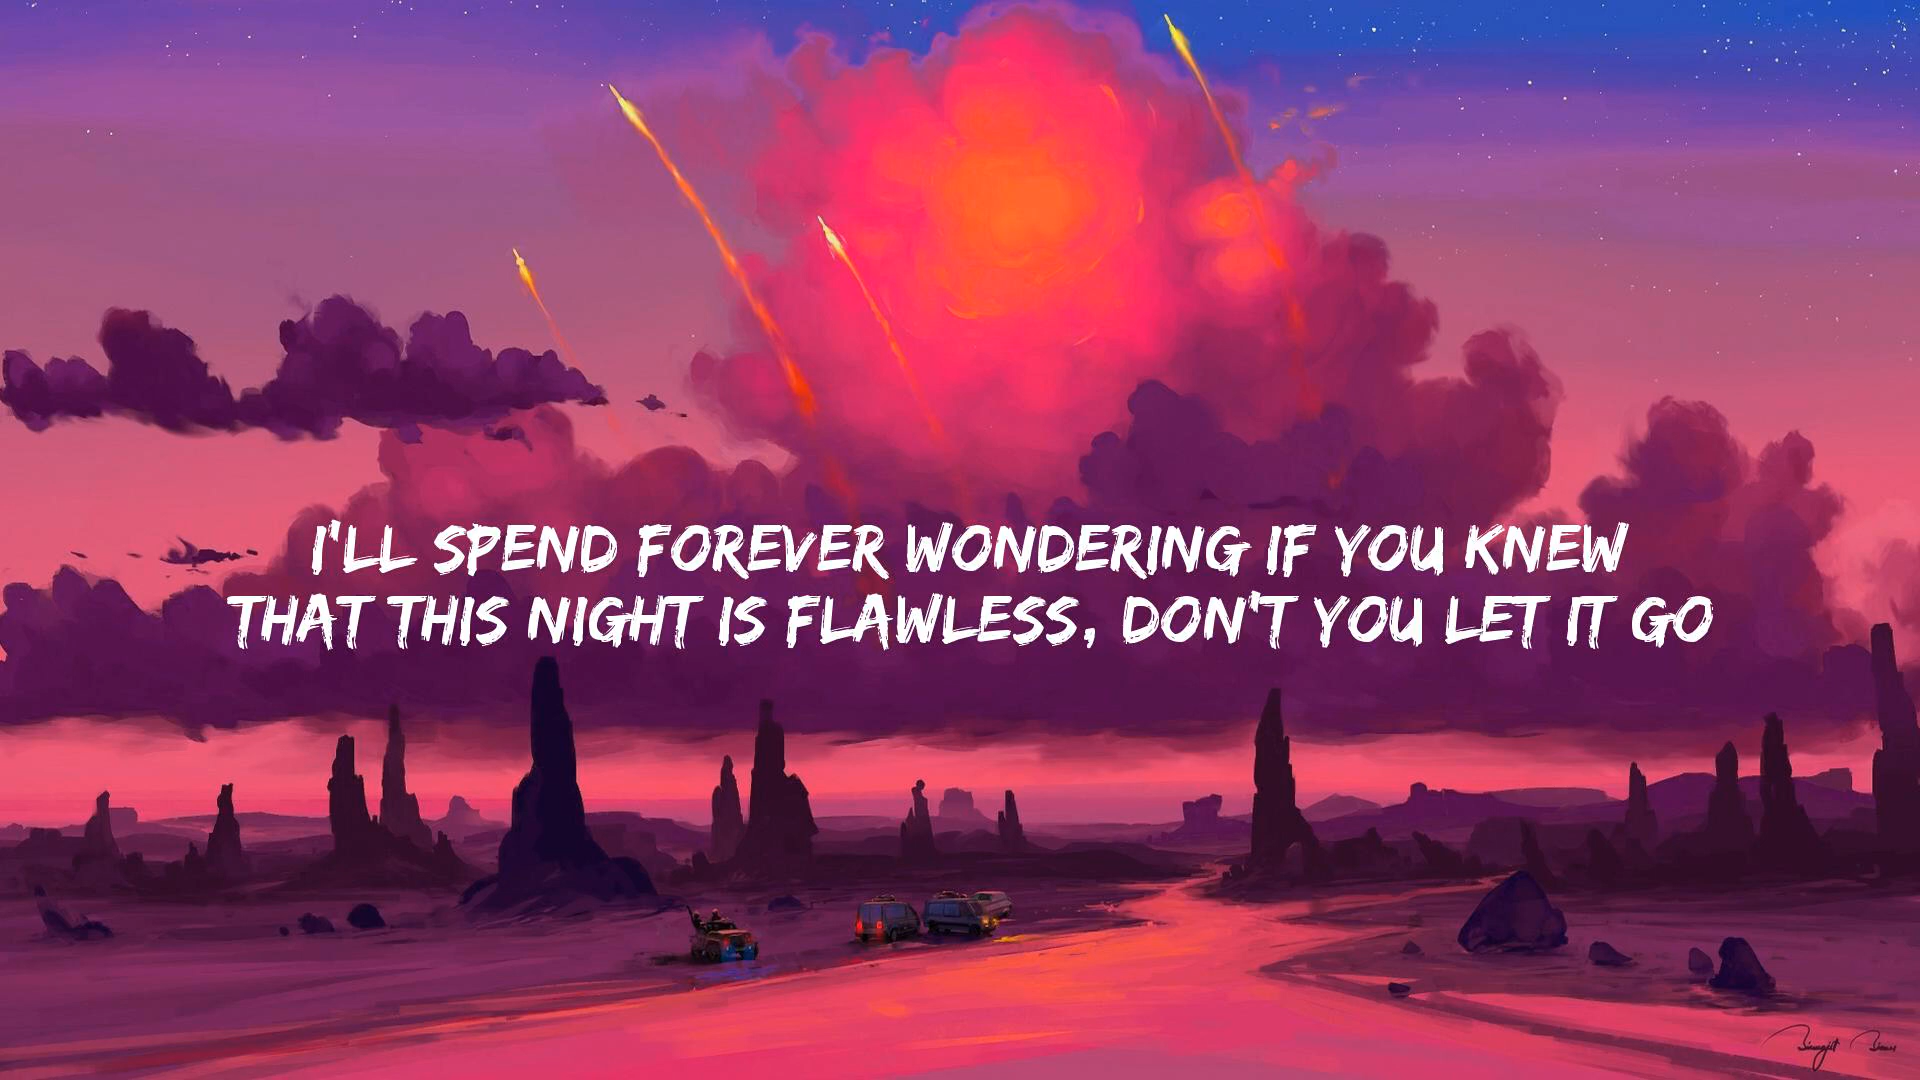 I'LL SPEND FOREVER WONDERING IF YOU KNEW
THAT THIS NIGHT IS FLAWLESS, DON'T YOU LET IT GO